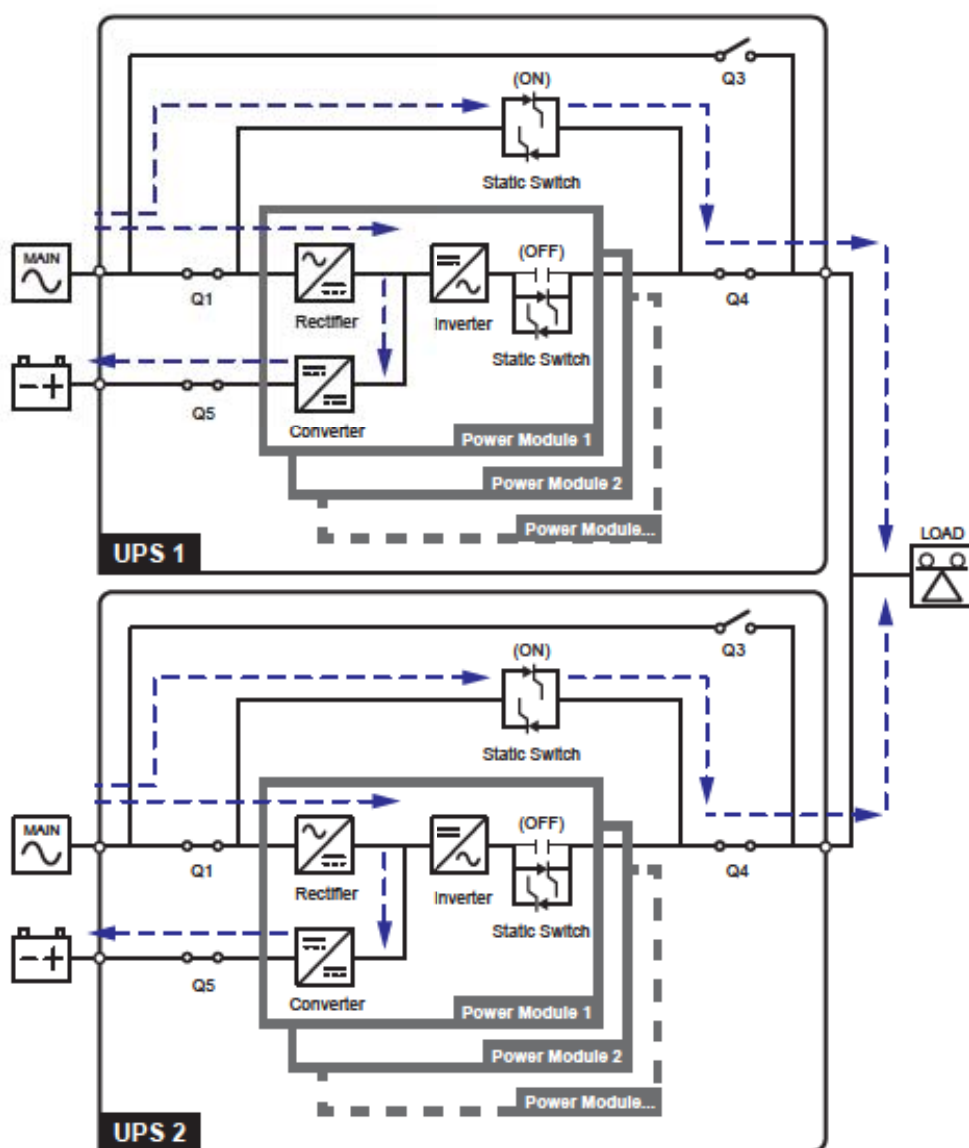 Q3
(ON)
Static Switch
MAIN
(OFF)
Q1
Rectifier
Inverter
Q4
Static Switch
Q5
Converter
Power Module 1
Power Module 2
Power Module...
UPS 1
LOAD
Q3
(ON)
Static Switch
MAIN
(OFF)
Q1
Rectifier
Inverter
Q4
Static Switch
Q5
Converter
Power Module 1
Power Module 2
Power Module...
UPS 2